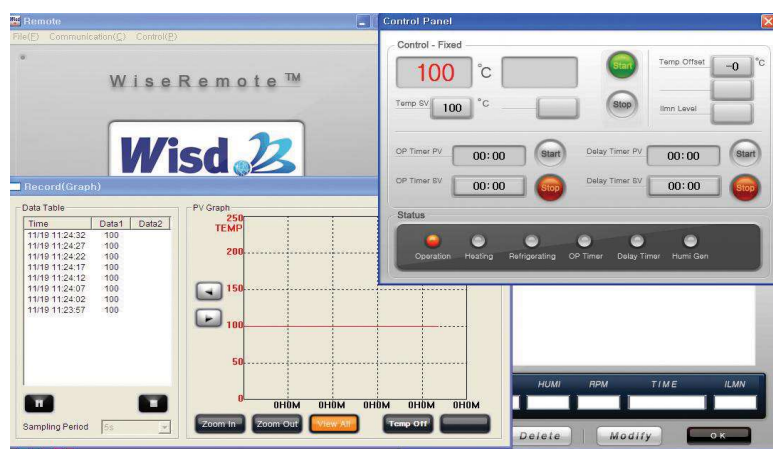 Remote
File(F) Communication(C) Control(P)
WiseRemote™
Wisd
Control Panel
Control - Fixed
100 °C
Start
Temp Offset -0 °C
Temp SV 100 °C
Stop
Ilmn Level
OP Timer PV 00:00 Start Delay Timer PV 00:00 Start
OP Timer SV 00:00 Stop Delay Timer SV 00:00 Stop
Status
Operation Heating Refrigerating OP Timer Delay Timer Humi Gen
Record(Graph)
Data Table
Time Data1 Data2
11/19 11:24:32 100
11/19 11:24:27 100
11/19 11:24:22 100
11/19 11:24:17 100
11/19 11:24:12 100
11/19 11:24:07 100
11/19 11:24:02 100
11/19 11:23:57 100
Sampling Period 5s
PV Graph
250
TEMP
200
150
100
50
0
0H0M 0H0M 0H0M 0H0M 0H0M
Zoom In Zoom Out View All Temp Off
HUMI RPM TIME ILMN
Delete Modify OK